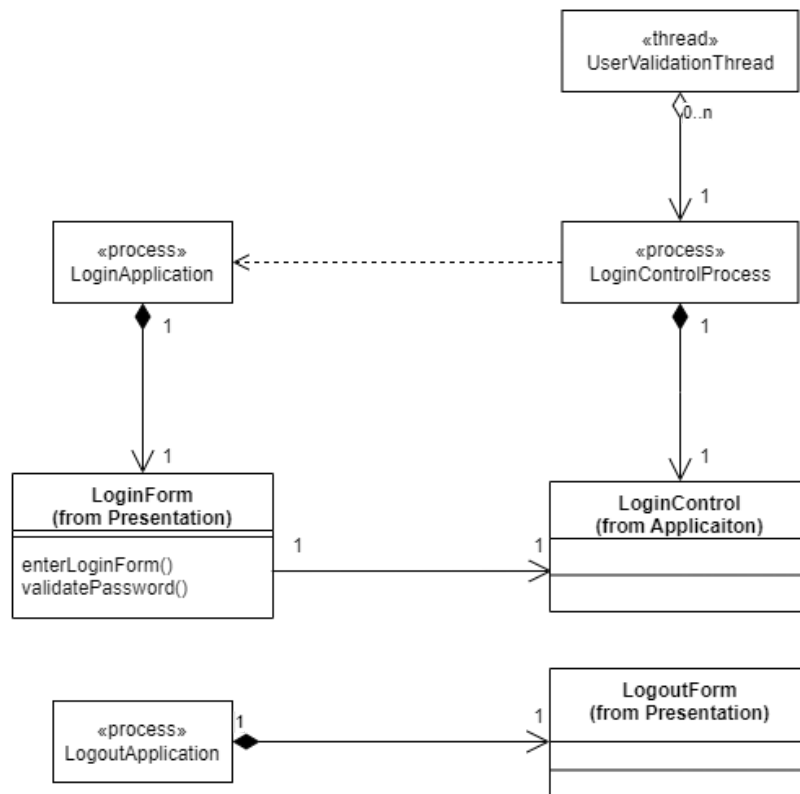 «thread»
UserValidationThread
0..n
1
«process»
LoginApplication
«process»
LoginControlProcess
1
1
1
1
LoginForm
(from Presentation)
LoginControl
(from Applicaiton)
enterLoginForm()
validatePassword()
1
1
LogoutForm
(from Presentation)
«process»
LogoutApplication
1
1